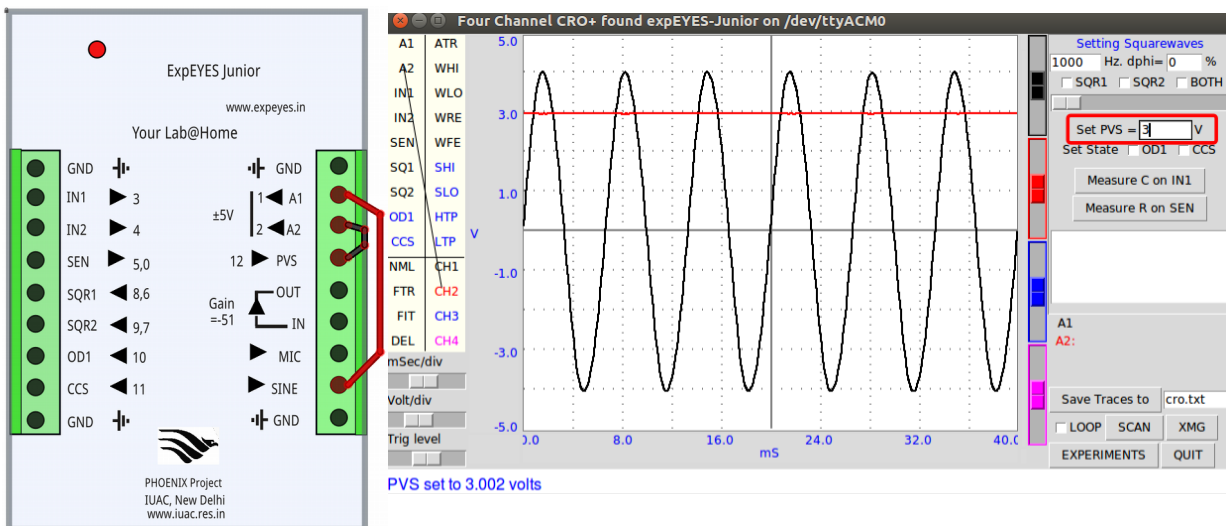 ExpEYES Junior
www.expeyes.in
Your Lab@Home
GND GND
IN1 3 1 A1
±5V
IN2 4 2 A2
SEN 5,0 12 PVS
SQR1 8,6 OUT
Gain
=-51
SQR2 9,7 IN
OD1 10 MIC
CCS 11 SINE
GND GND
PHOENIX Project
IUAC, New Delhi
www.iuac.res.in
Four Channel CRO+ found expEYES-Junior on /dev/ttyACM0
A1 ATR
A2 WHI
IN1 WLO
IN2 WRE
SEN WFE
SQ1 SHI
SQ2 SLO
OD1 HTP
CCS LTP
NML CH1
FTR CH2
FIT CH3
DEL CH4
mSec/div
Volt/div
Trig level
5.0
3.0
1.0
V
-1.0
-3.0
-5.0
0.0 8.0 16.0 24.0 32.0 40.0
mS
Setting Squarewaves
1000 Hz. dphi= 0 %
SQR1 SQR2 BOTH
Set PVS = 3 V
Set State OD1 CCS
Measure C on IN1
Measure R on SEN
A1
A2:
Save Traces to cro.txt
LOOP SCAN XMG
EXPERIMENTS QUIT
PVS set to 3.002 volts